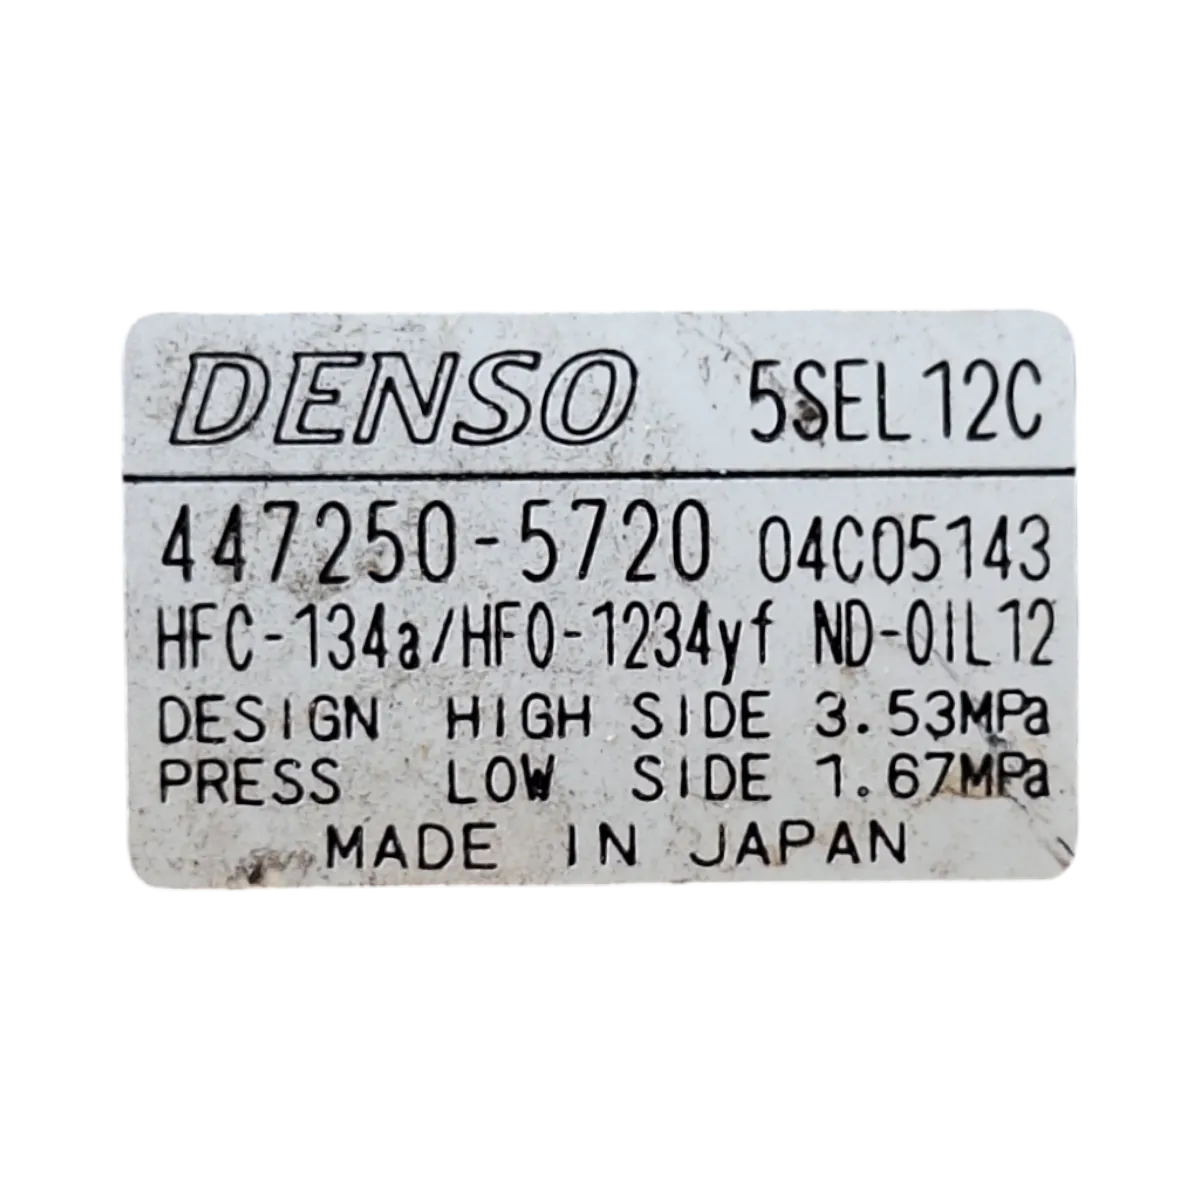 DENSO 5SEL12C
447250-5720 04C05143
HFC-134a/HFO-1234yf ND-OIL12
DESIGN HIGH SIDE 3.53MPa
PRESS LOW SIDE 1.67MPa
MADE IN JAPAN